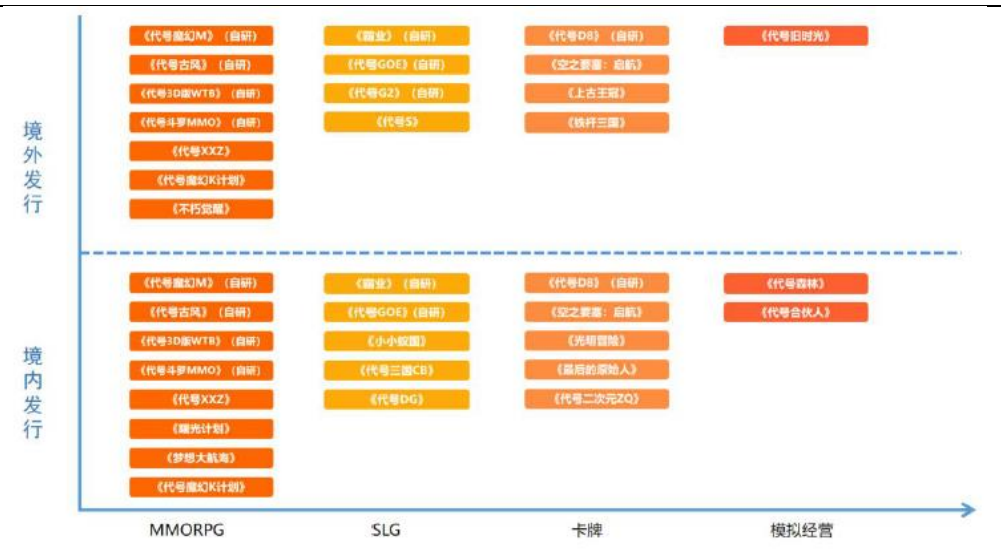 境外发行
《代号魔幻M》（自研）
《代号古风》（自研）
《代号3D版WTB》（自研）
《代号斗罗MMO》（自研）
《代号XXZ》
《代号魔幻K计划》
《不朽觉醒》
《霸业》（自研）
《代号GOE》（自研）
《代号G2》（自研）
《代号S》
《代号D8》（自研）
《空之要塞：启航》
《上古王冠》
《铁杆三国》
《代号旧时光》
境内发行
《代号魔幻M》（自研）
《代号古风》（自研）
《代号3D版WTB》（自研）
《代号斗罗MMO》（自研）
《代号XXZ》
《曙光计划》
《梦想大航海》
《代号魔幻K计划》
《霸业》（自研）
《代号GOE》（自研）
《小小蚁国》
《代号三国CB》
《代号DG》
《代号D8》（自研）
《空之要塞：启航》
《光明冒险》
《最后的原始人》
《代号二次元ZQ》
《代号森林》
《代号合伙人》
MMORPG
SLG
卡牌
模拟经营